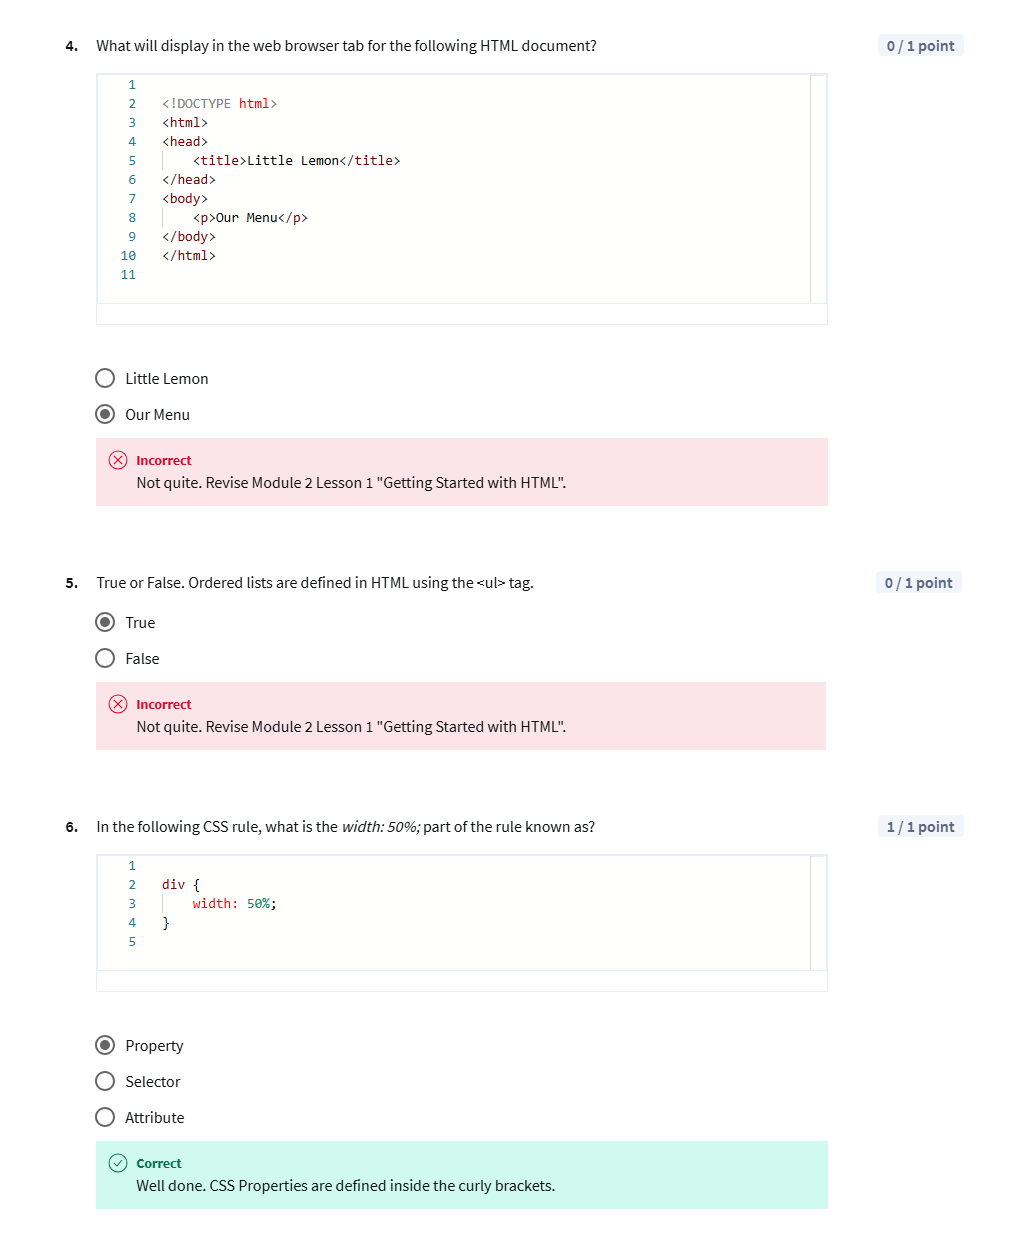 4. What will display in the web browser tab for the following HTML document? 0 / 1 point
1
2 <!DOCTYPE html>
3 <html>
4 <head>
5 <title>Little Lemon</title>
6 </head>
7 <body>
8 <p>Our Menu</p>
9 </body>
10 </html>
11
Little Lemon
Our Menu
Incorrect
Not quite. Revise Module 2 Lesson 1 "Getting Started with HTML".
5. True or False. Ordered lists are defined in HTML using the <ul> tag. 0 / 1 point
True
False
Incorrect
Not quite. Revise Module 2 Lesson 1 "Getting Started with HTML".
6. In the following CSS rule, what is the width: 50%; part of the rule known as? 1 / 1 point
1
2 div {
3 width: 50%;
4 }
5
Property
Selector
Attribute
Correct
Well done. CSS Properties are defined inside the curly brackets.